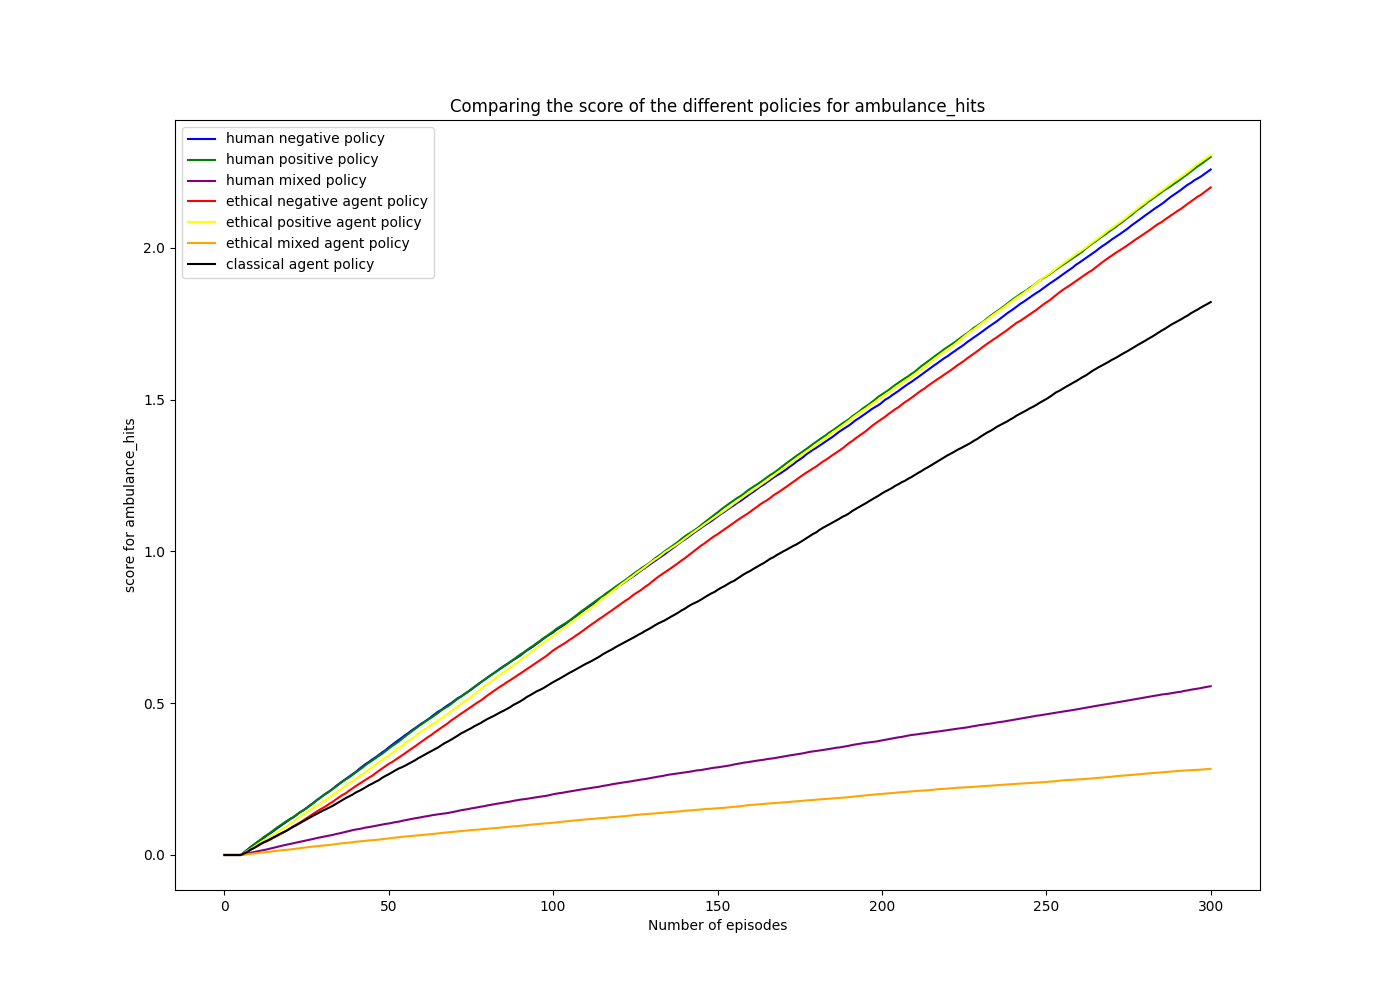 Comparing the score of the different policies for ambulance_hits
human negative policy
human positive policy
human mixed policy
ethical negative agent policy
ethical positive agent policy
ethical mixed agent policy
classical agent policy
2.0
1.5
1.0
0.5
0.0
score for ambulance_hits
0 50 100 150 200 250 300
Number of episodes